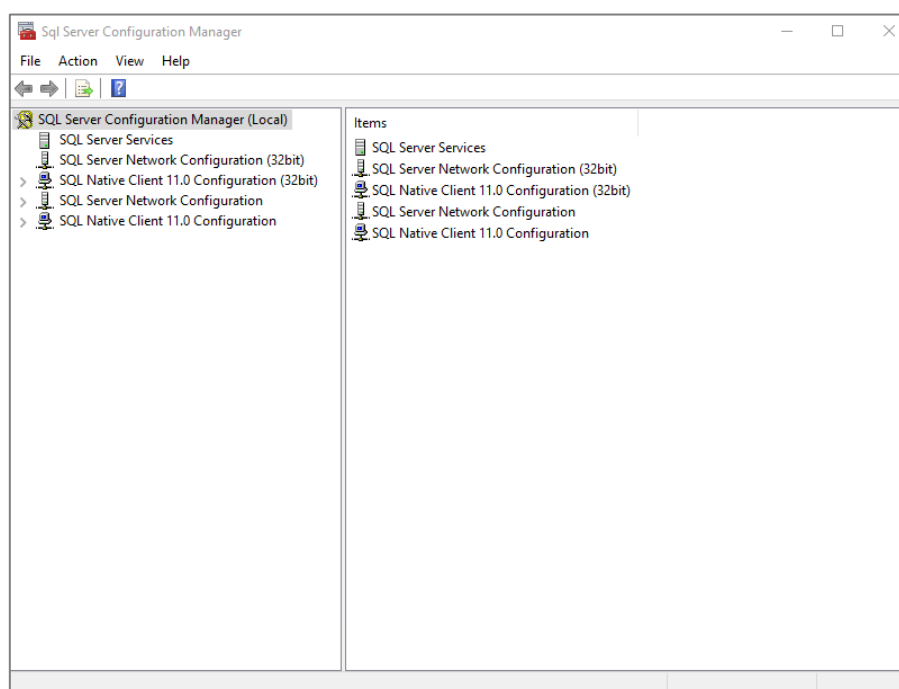 Sql Server Configuration Manager
File Action View Help
SQL Server Configuration Manager (Local)
SQL Server Services
SQL Server Network Configuration (32bit)
SQL Native Client 11.0 Configuration (32bit)
SQL Server Network Configuration
SQL Native Client 11.0 Configuration
Items
SQL Server Services
SQL Server Network Configuration (32bit)
SQL Native Client 11.0 Configuration (32bit)
SQL Server Network Configuration
SQL Native Client 11.0 Configuration